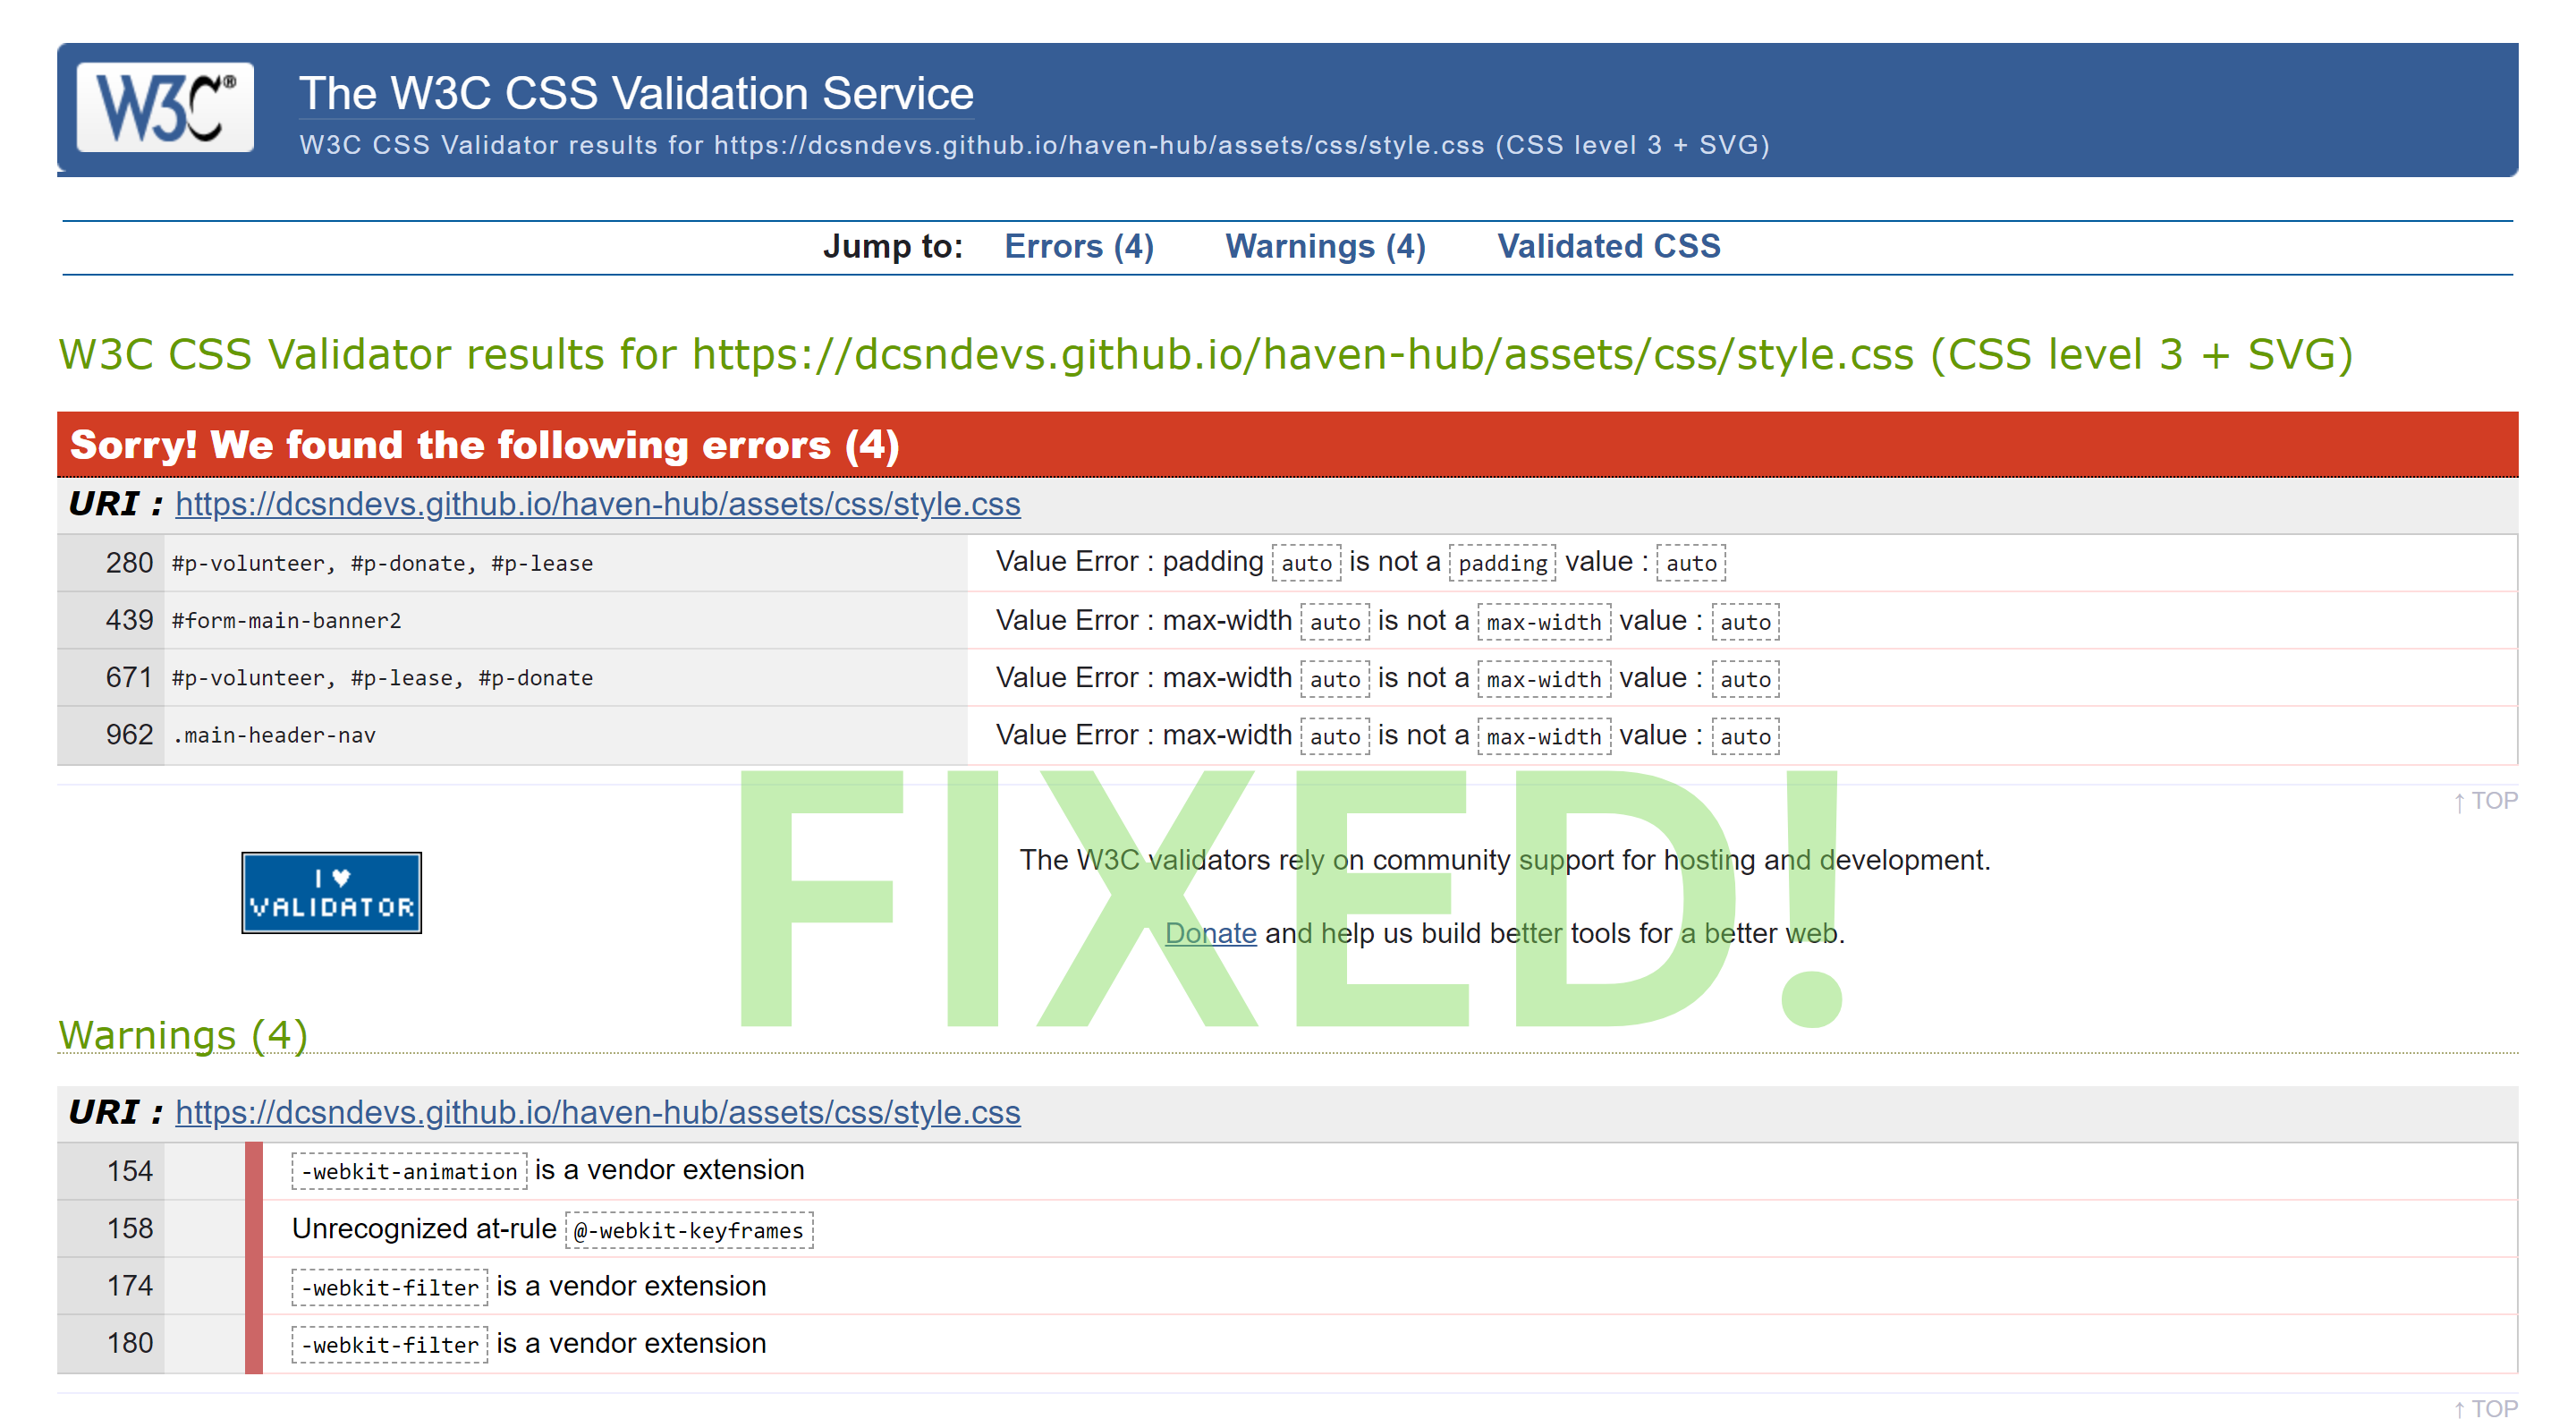 W3C®
The W3C CSS Validation Service
W3C CSS Validator results for https://dcsndevs.github.io/haven-hub/assets/css/style.css (CSS level 3 + SVG)
Jump to: Errors (4) Warnings (4) Validated CSS
W3C CSS Validator results for https://dcsndevs.github.io/haven-hub/assets/css/style.css (CSS level 3 + SVG)
Sorry! We found the following errors (4)
URI : https://dcsndevs.github.io/haven-hub/assets/css/style.css
280 #p-volunteer, #p-donate, #p-lease Value Error : padding auto is not a padding value : auto
439 #form-main-banner2 Value Error : max-width auto is not a max-width value : auto
671 #p-volunteer, #p-lease, #p-donate Value Error : max-width auto is not a max-width value : auto
962 .main-header-nav Value Error : max-width auto is not a max-width value : auto
↑ TOP
FIXED!
I ♥
VALIDATOR
The W3C validators rely on community support for hosting and development.
Donate and help us build better tools for a better web.
Warnings (4)
URI : https://dcsndevs.github.io/haven-hub/assets/css/style.css
154 -webkit-animation is a vendor extension
158 Unrecognized at-rule @-webkit-keyframes
174 -webkit-filter is a vendor extension
180 -webkit-filter is a vendor extension
↑ TOP